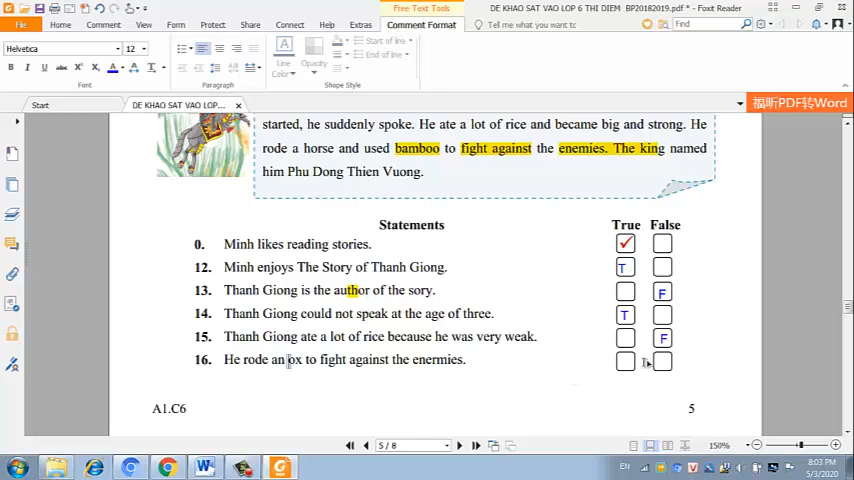 Free Text Tools
DE KHAO SAT VAO LOP 6 THI DIEM BP20182019.pdf * - Foxit Reader
File Home Comment View Form Protect Share Connect Help Extras Comment Format Tell me what you want... Find
Helvetica 12
Start of line
End of line
Line Color
Opacity
Font Paragraph Shape Style
Start DE KHAO SAT VAO LOP... 福昕PDF转Word
started, he suddenly spoke. He ate a lot of rice and became big and strong. He
rode a horse and used bamboo to fight against the enemies. The king named
him Phu Dong Thien Vuong.
Statements True False
0. Minh likes reading stories. ✓
12. Minh enjoys The Story of Thanh Giong. T
13. Thanh Giong is the author of the sory. F
14. Thanh Giong could not speak at the age of three. T
15. Thanh Giong ate a lot of rice because he was very weak. F
16. He rode an ox to fight against the enermies.
A1.C6 5
5 / 8 150%
EN 8:03 PM
5/3/2020